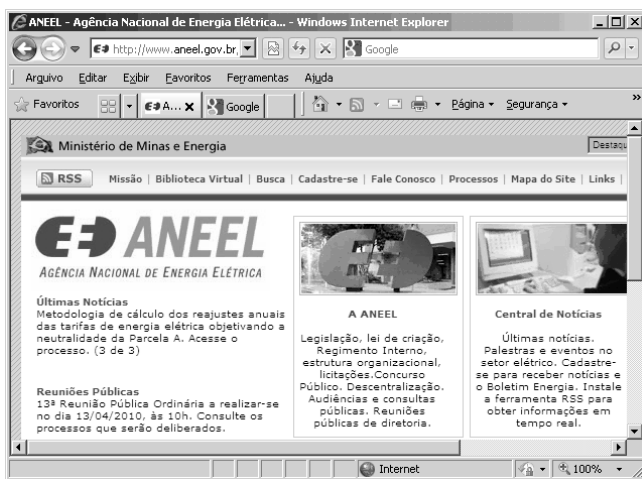 ANEEL - Agência Nacional de Energia Elétrica... - Windows Internet Explorer
http://www.aneel.gov.br
Google
Arquivo Editar Exibir Favoritos Ferramentas Ajuda
Favoritos
A...
Google
Página
Segurança
»
Ministério de Minas e Energia
RSS
Missão | Biblioteca Virtual | Busca | Cadastre-se | Fale Conosco | Processos | Mapa do Site | Links |
ANEEL
AGÊNCIA NACIONAL DE ENERGIA ELÉTRICA
Últimas Notícias
Metodologia de cálculo dos reajustes anuais
das tarifas de energia elétrica objetivando a
neutralidade da Parcela A. Acesse o
processo. (3 de 3)
Reuniões Públicas
13ª Reunião Pública Ordinária a realizar-se
no dia 13/04/2010, às 10h. Consulte os
processos que serão deliberados.
A ANEEL
Legislação, lei de criação,
Regimento Interno,
estrutura organizacional,
licitações.Concurso
Público. Descentralização.
Audiências e consultas
públicas. Reuniões
públicas de diretoria.
Central de Notícias
Últimas notícias.
Palestras e eventos no
setor elétrico. Cadastre-
se para receber notícias e
o Boletim Energia. Instale
a ferramenta RSS para
obter informações em
tempo real.
Internet
100%